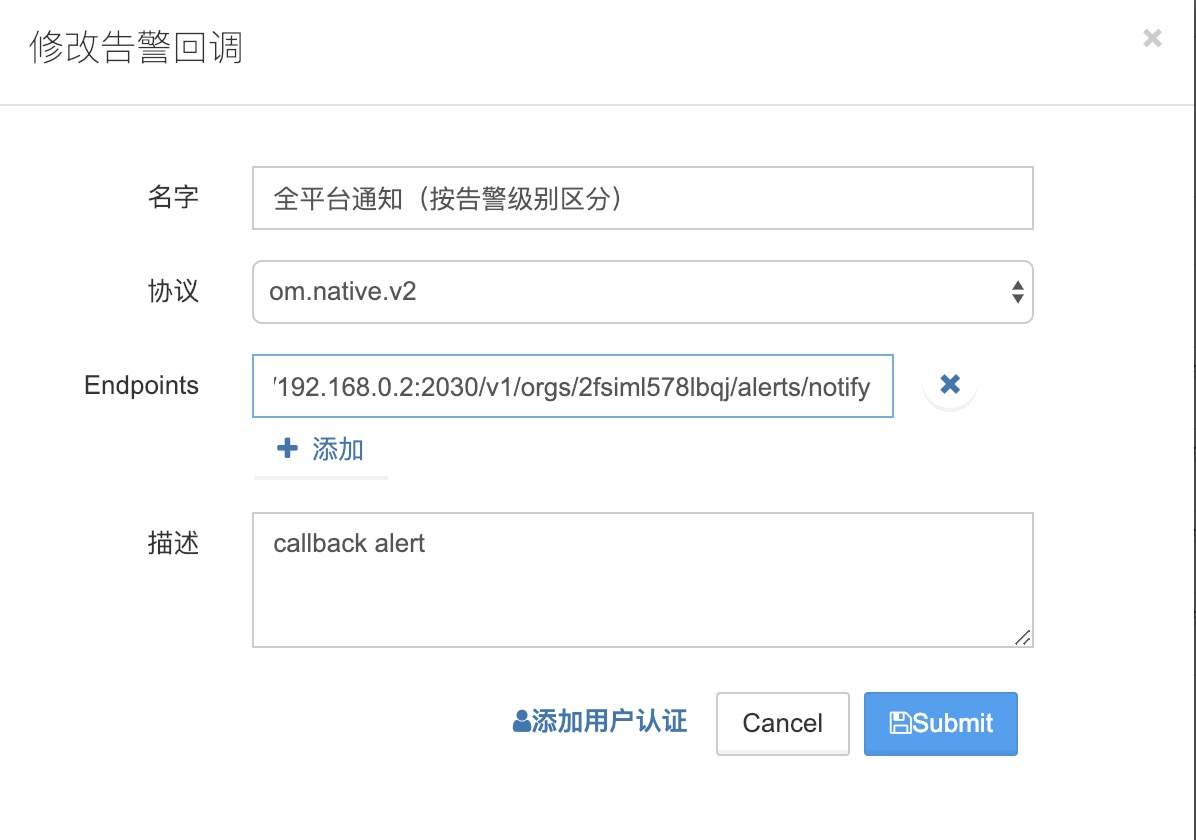 修改告警回调
×
名字
全平台通知（按告警级别区分）
协议
om.native.v2
Endpoints
/192.168.0.2:2030/v1/orgs/2fsiml578lbqj/alerts/notify
添加
描述
callback alert
添加用户认证
Cancel
Submit